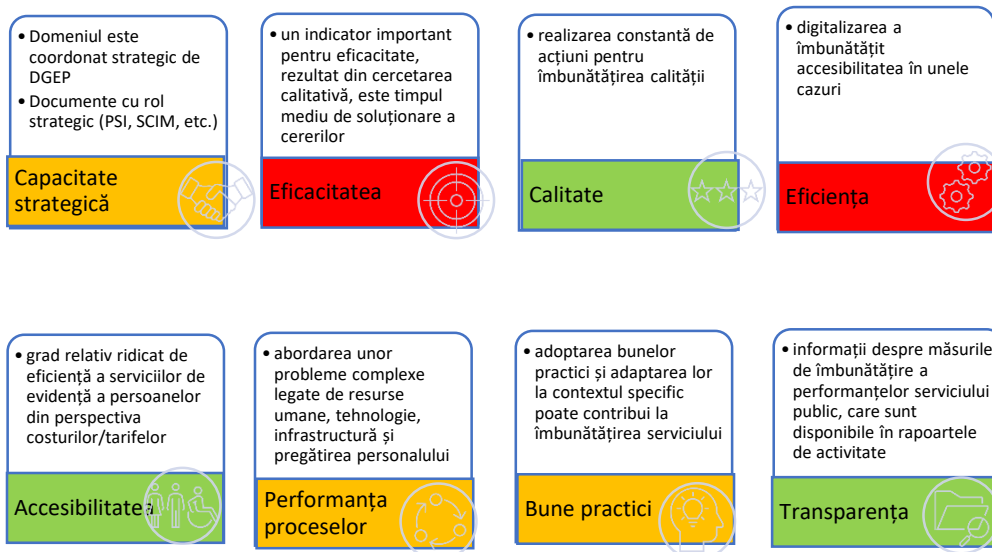 • Domeniul este
coordonat strategic de
DGEP
• Documente cu rol
strategic (PSI, SCIM, etc.)
Capacitate
strategică
• un indicator important
pentru eficacitate,
rezultat din cercetarea
calitativă, este timpul
mediu de soluționare a
cererilor
Eficacitatea
• realizarea constantă de
acțiuni pentru
îmbunătățirea calității
Calitate
• digitalizarea a
îmbunătățit
accesibilitatea în unele
cazuri
Eficiența
• grad relativ ridicat de
eficiență a serviciilor de
evidență a persoanelor
din perspectiva
costurilor/tarifelor
Accesibilitatea
• abordarea unor
probleme complexe
legate de resurse
umane, tehnologie,
infrastructură și
pregătirea personalului
Performanța
proceselor
• adoptarea bunelor
practici și adaptarea lor
la contextul specific
poate contribui la
îmbunătățirea serviciului
Bune practici
• informații despre măsurile
de îmbunătățire a
performanțelor serviciului
public, care sunt
disponibile în rapoartele
de activitate
Transparența